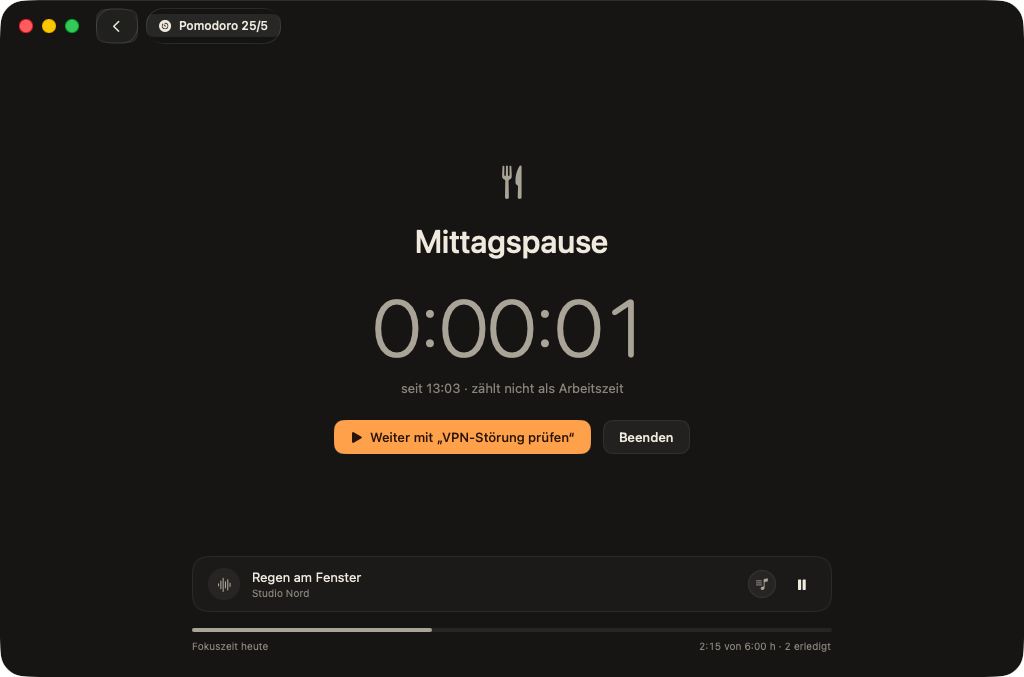 Pomodoro 25/5
Mittagspause
0:00:01
seit 13:03 · zählt nicht als Arbeitszeit
Weiter mit „VPN-Störung prüfen“
Beenden
Regen am Fenster
Studio Nord
Fokuszeit heute
2:15 von 6:00 h · 2 erledigt